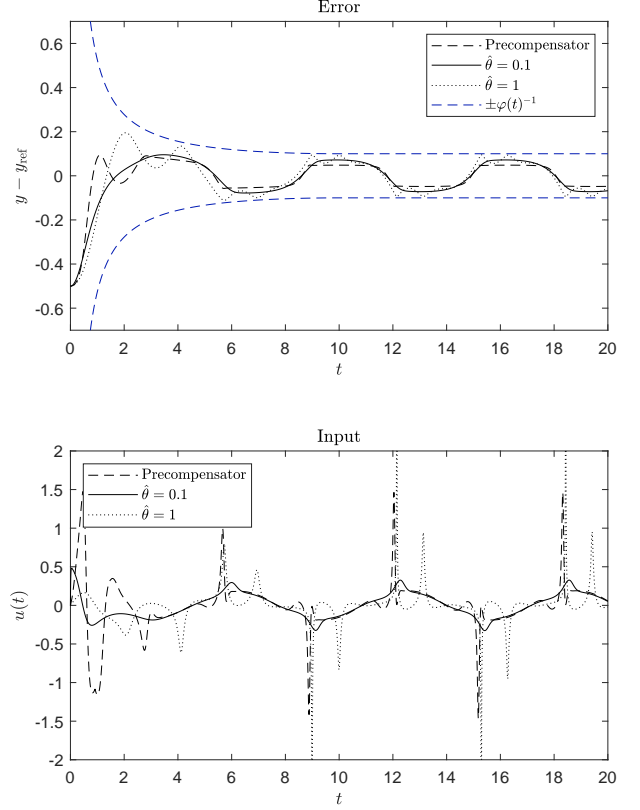 Error
0.6
0.4
0.2
0
-0.2
-0.4
-0.6
y − y_ref
Precompensator
θ̂ = 0.1
θ̂ = 1
±φ(t)⁻¹
0 2 4 6 8 10 12 14 16 18 20
t
Input
2
1.5
1
0.5
0
-0.5
-1
-1.5
-2
u(t)
Precompensator
θ̂ = 0.1
θ̂ = 1
0 2 4 6 8 10 12 14 16 18 20
t